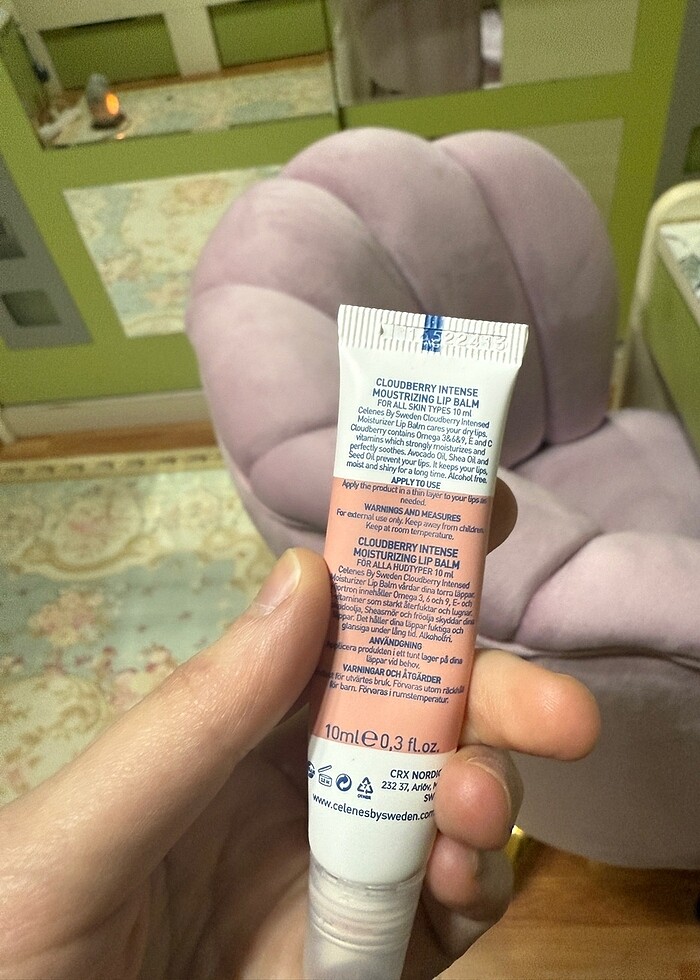 CLOUDBERRY INTENSE
MOUSTRIZING LIP BALM
FOR ALL SKIN TYPES 10 ml
Celenes By Sweden Cloudberry Intensed
Moisturizer Lip Balm cares your dry lips.
Cloudberry contains Omega 3&6&9, E and C
vitamins which strongly moisturizes and
perfectly soothes. Avocado Oil, Shea Oil and
Seed Oil prevent your lips. It keeps your lips,
moist and shiny for a long time. Alcohol free.
APPLY TO USE
Apply the product in a thin layer to your lips as
needed.
WARNINGS AND MEASURES
For external use only. Keep away from children.
Keep at room temperature.
CLOUDBERRY INTENSE
MOISTURIZING LIP BALM
FOR ALLA HUDTYPER 10 ml
Celenes By Sweden Cloudberry Intensed
Moisturizer Lip Balm vårdar dina torra läppar.
Hjortron innehåller Omega 3, 6 och 9, E- och
vitaminer som starkt återfuktar och lugnar.
Sheasmör och fröolja skyddar dina
läppar. Det håller dina läppar fuktiga och
glansiga under lång tid. Alkoholfri.
ANVÄNDGNING
Applicera produkten i ett tunt lager på dina
läppar vid behov.
VARNINGAR OCH ÅTGÄRDER
för utvärtes bruk. Förvaras utom räckhåll
för barn. Förvaras i rumstemperatur.
10ml e 0,3 fl.oz.
CRX NORDIC
232 37, Arlöv,
OTHER
www.celenesbysweden.com